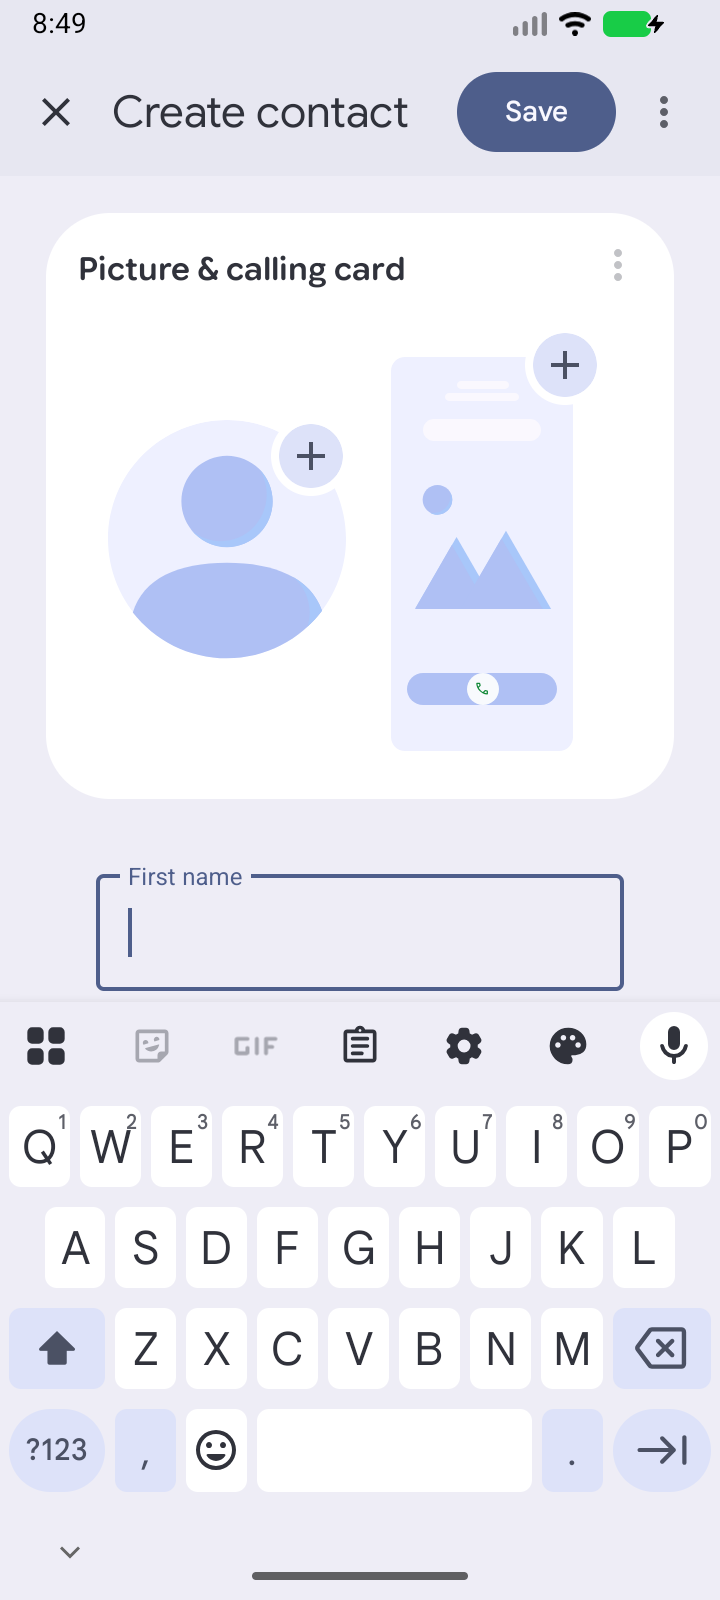 8:49
Create contact
Save
Picture & calling card
First name
GIF
Q1 W2 E3 R4 T5 Y6 U7 I8 O9 P0
A S D F G H J K L
Z X C V B N M
?123 , .